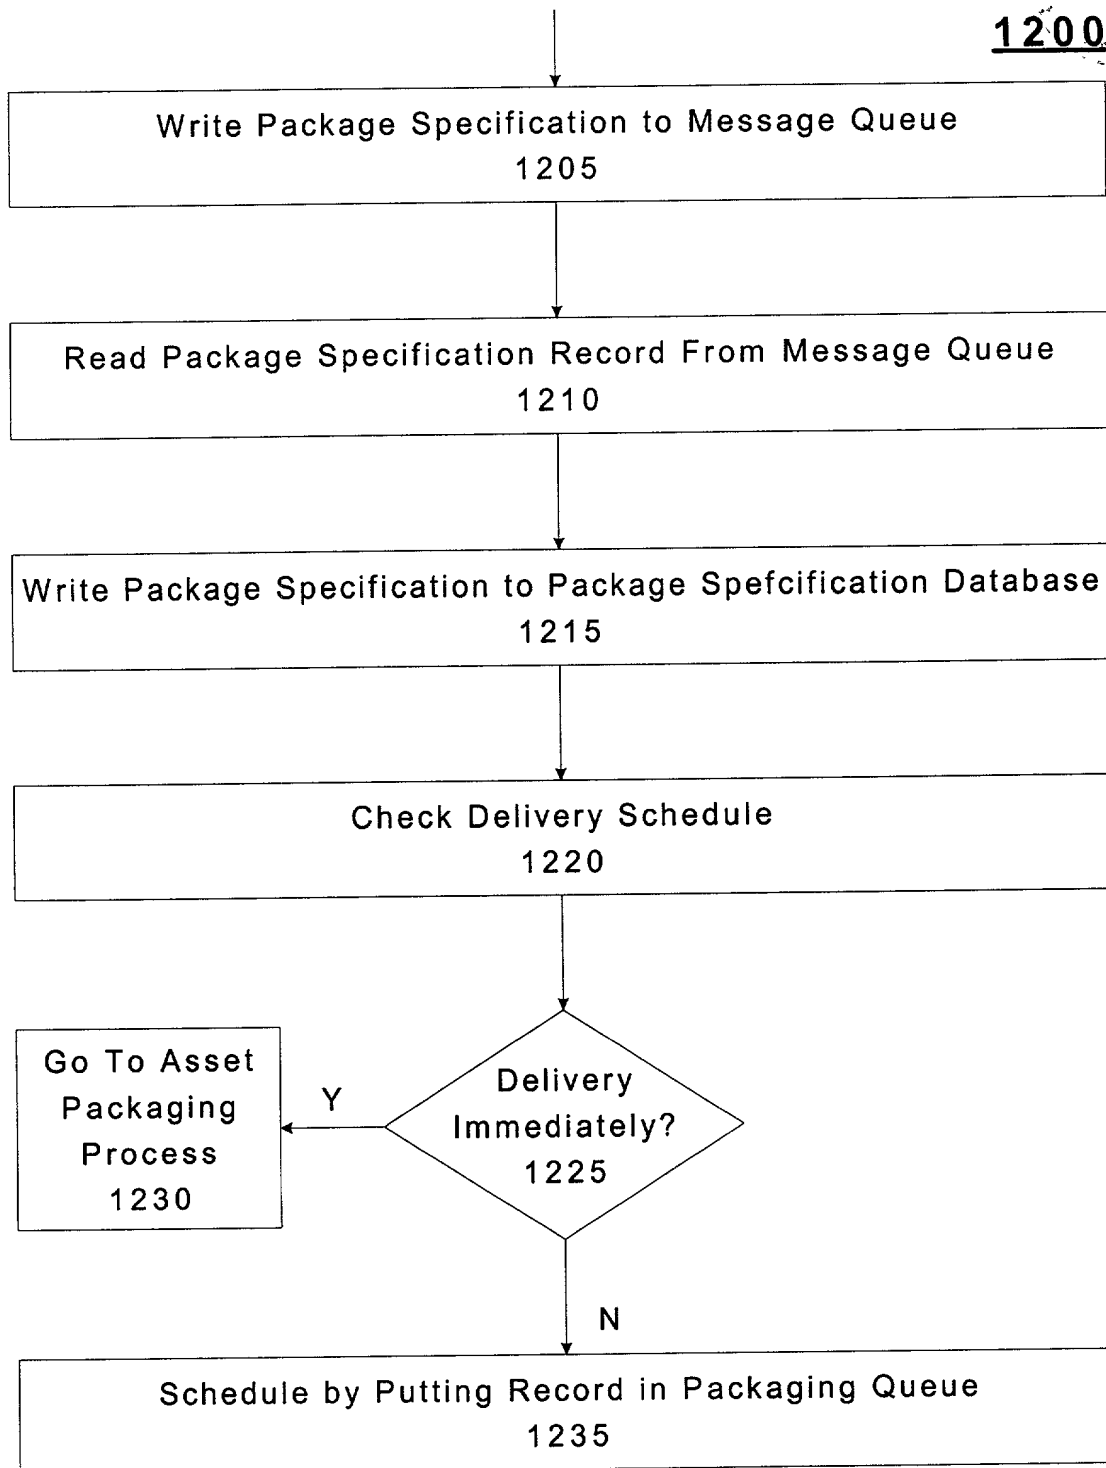 1200
Write Package Specification to Message Queue
1205
Read Package Specification Record From Message Queue
1210
Write Package Specification to Package Spefcification Database
1215
Check Delivery Schedule
1220
Delivery
Immediately?
1225
Y
Go To Asset
Packaging
Process
1230
N
Schedule by Putting Record in Packaging Queue
1235